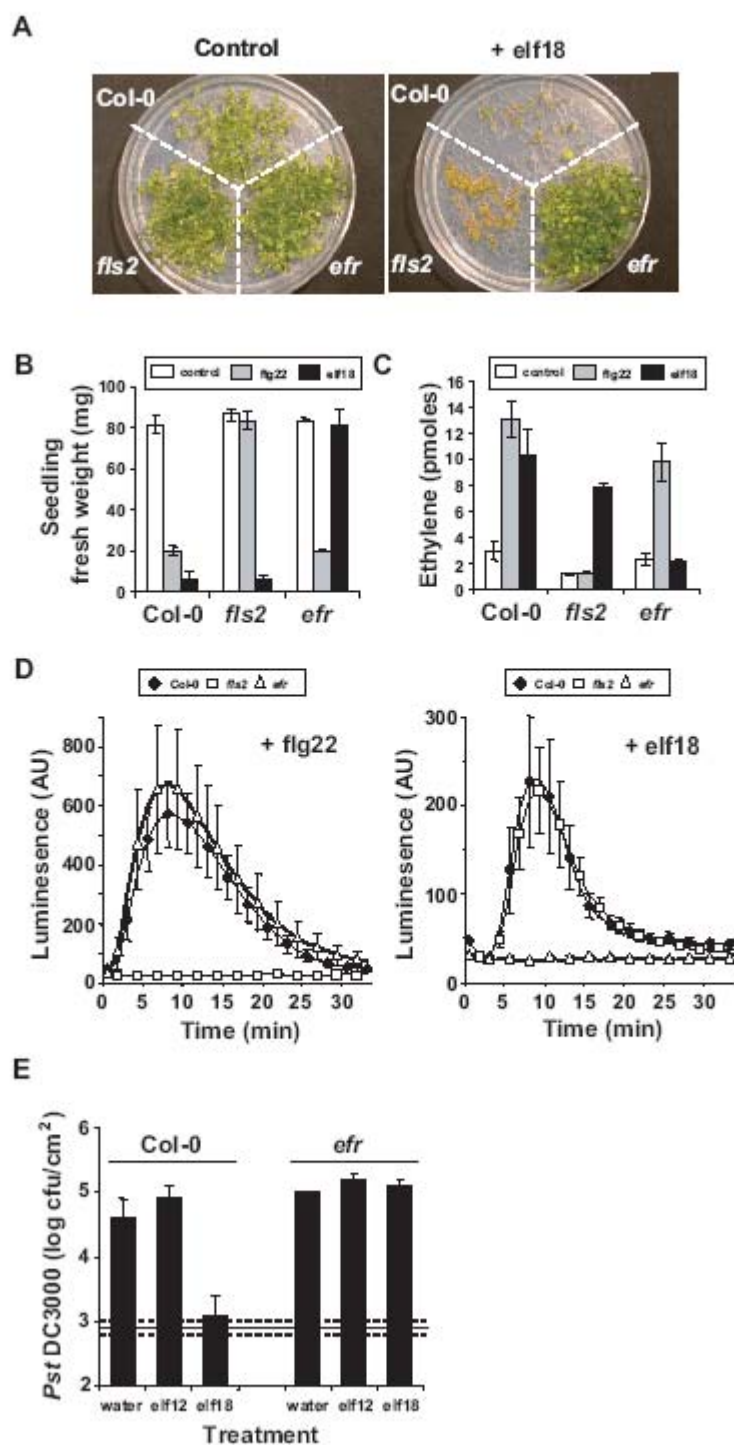 A
Control
+ elf18
Col-0
fls2
efr
Col-0
fls2
efr
B
control flg22 elf18
Seedling
fresh weight (mg)
100
80
60
40
20
0
Col-0 fls2 efr
C
control flg22 elf18
Ethylene (pmoles)
16
14
12
10
8
6
4
2
0
Col-0 fls2 efr
D
Col-0 fls2 efr
+ flg22
Luminesence (AU)
800
600
400
200
0
0 5 10 15 20 25 30
Time (min)
Col-0 fls2 efr
+ elf18
Luminesence (AU)
300
200
100
0
0 5 10 15 20 25 30
Time (min)
E
Col-0 efr
Pst DC3000 (log cfu/cm²)
6
5
4
3
2
water elf12 elf18 water elf12 elf18
Treatment